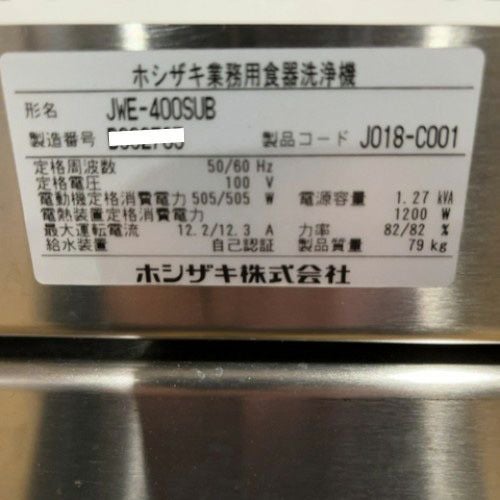 ホシザキ業務用食器洗浄機
形名 JWE-400SUB
製造番号 製品コード J018-C001
定格周波数 50/60 Hz
定格電圧 100 V
電動機定格消費電力 505/505 W 電源容量 1.27 kVA
電熱装置定格消費電力 1200 W
最大運転電流 12.2/12.3 A 力率 82/82 %
給水装置 自己認証 製品質量 79 kg
ホシザキ株式会社